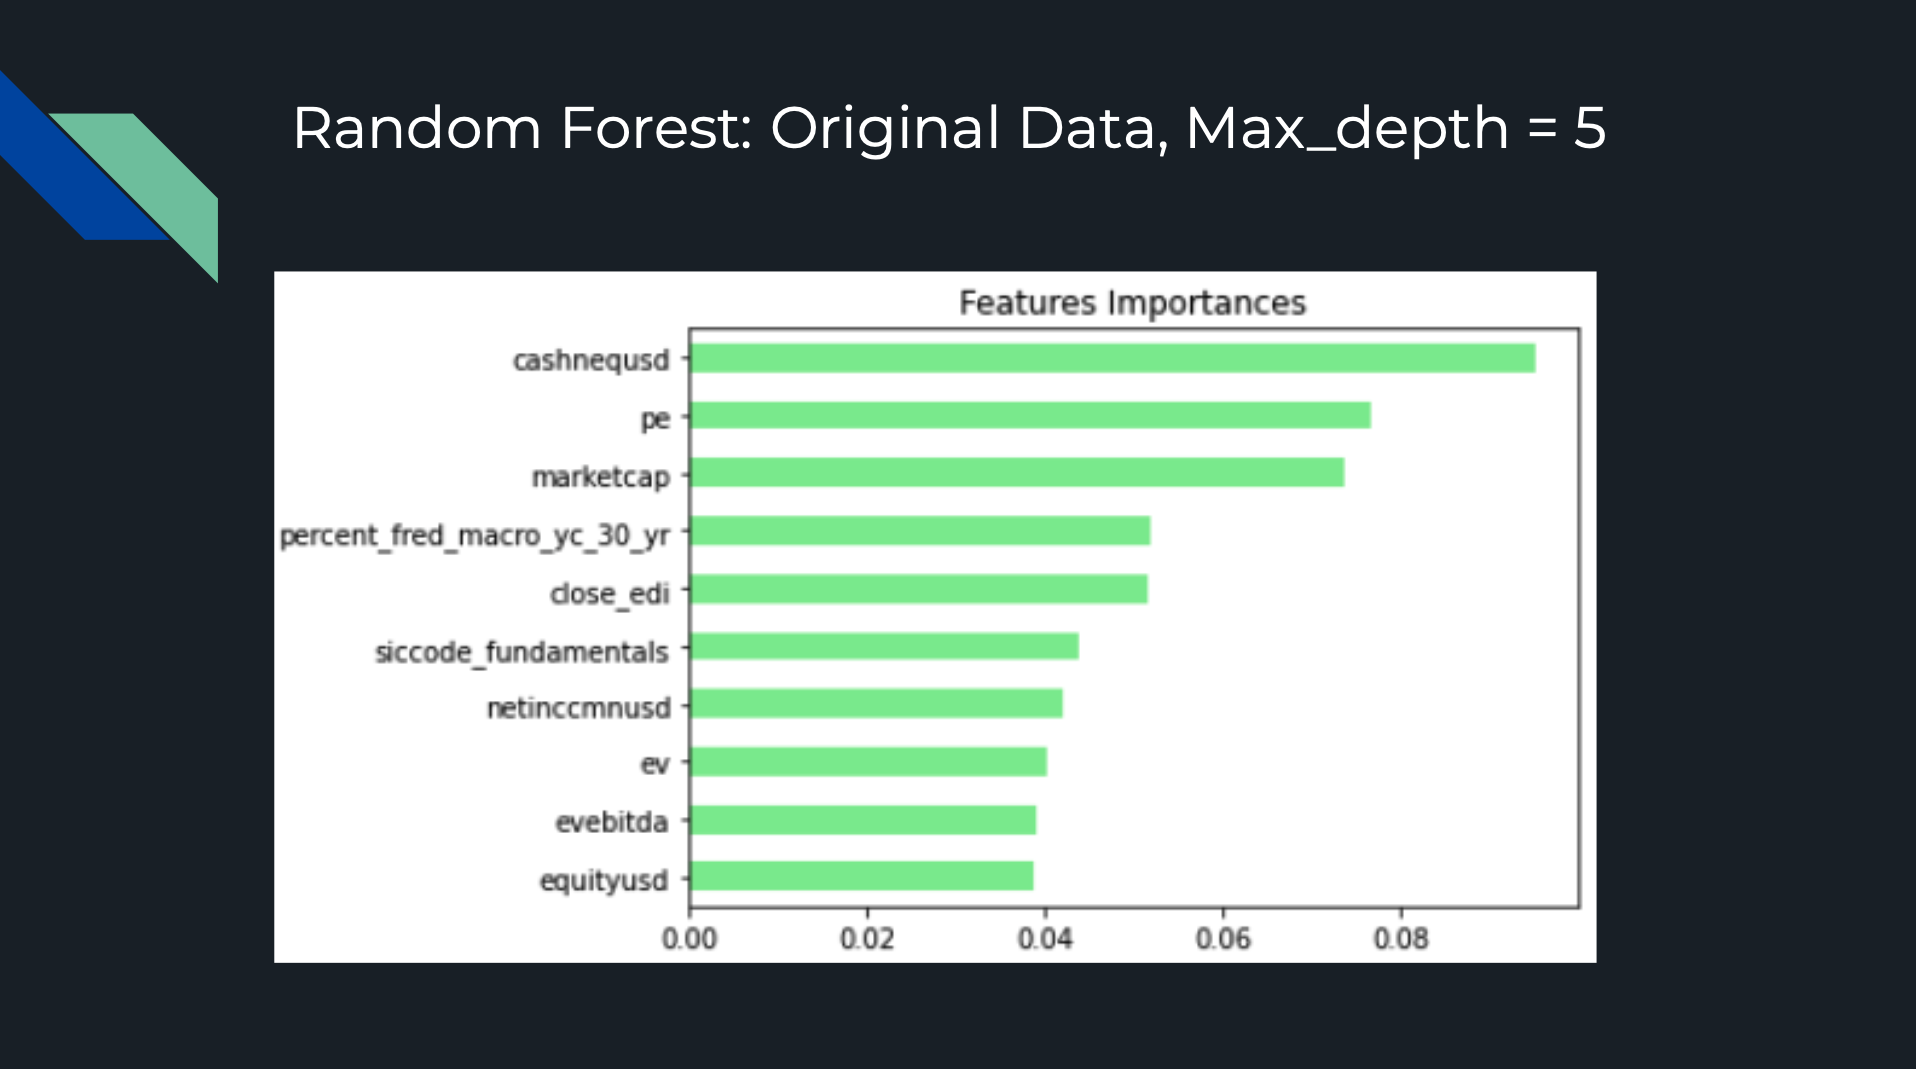 Random Forest: Original Data, Max_depth = 5
Features Importances
cashnequsd
pe
marketcap
percent_fred_macro_yc_30_yr
close_edi
siccode_fundamentals
netinccmnusd
ev
evebitda
equityusd
0.00 0.02 0.04 0.06 0.08